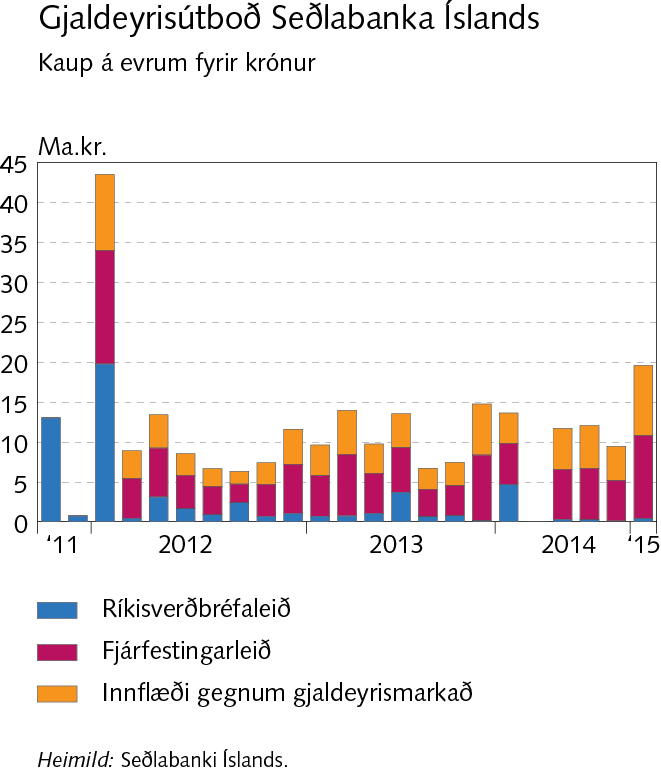 Gjaldeyrisútboð Seðlabanka Íslands
Kaup á evrum fyrir krónur
Ma.kr.
45
40
35
30
25
20
15
10
5
0
‘11 2012 2013 2014 ‘15
Ríkisverðbréfaleið
Fjárfestingarleið
Innflæði gegnum gjaldeyrismarkað
Heimild: Seðlabanki Íslands.